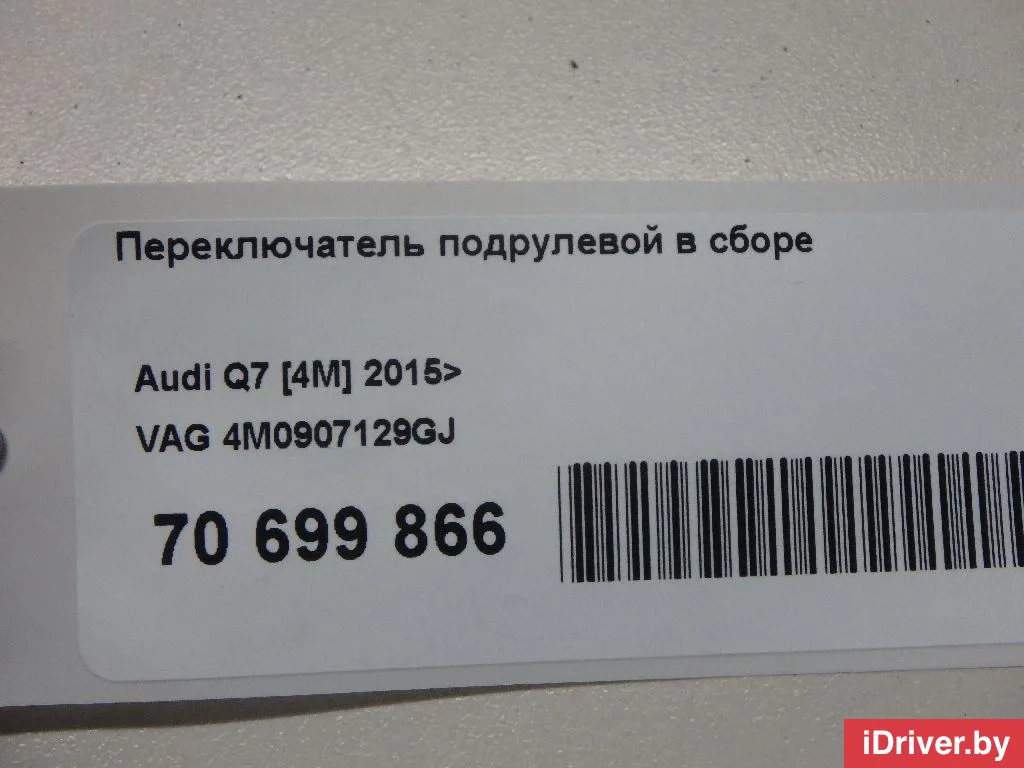 Переключатель подрулевой в сборе
Audi Q7 [4M] 2015>
VAG 4M0907129GJ
70 699 866
iDriver.by